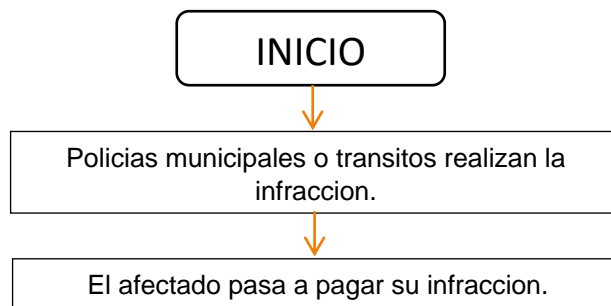 INICIO
Policias municipales o transitos realizan la
infraccion.
El afectado pasa a pagar su infraccion.